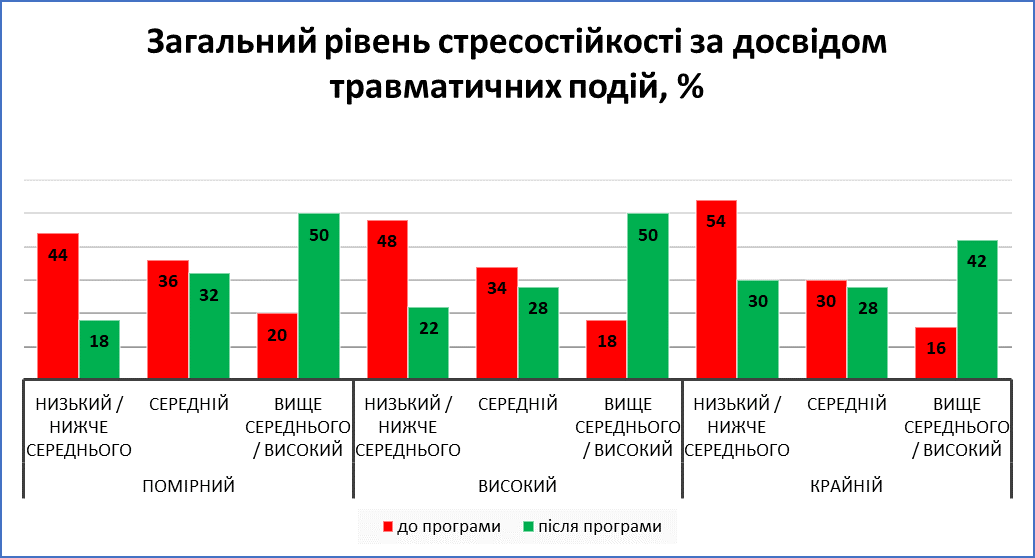 Загальний рівень стресостійкості за досвідом
травматичних подій, %
44
18
36
32
20
50
48
22
34
28
18
50
54
30
30
28
16
42
НИЗЬКИЙ /
НИЖЧЕ
СЕРЕДНЬОГО
СЕРЕДНІЙ
ВИЩЕ
СЕРЕДНЬОГО
/ ВИСОКИЙ
НИЗЬКИЙ /
НИЖЧЕ
СЕРЕДНЬОГО
СЕРЕДНІЙ
ВИЩЕ
СЕРЕДНЬОГО
/ ВИСОКИЙ
НИЗЬКИЙ /
НИЖЧЕ
СЕРЕДНЬОГО
СЕРЕДНІЙ
ВИЩЕ
СЕРЕДНЬОГО
/ ВИСОКИЙ
ПОМІРНИЙ
ВИСОКИЙ
КРАЙНІЙ
до програми
після програми